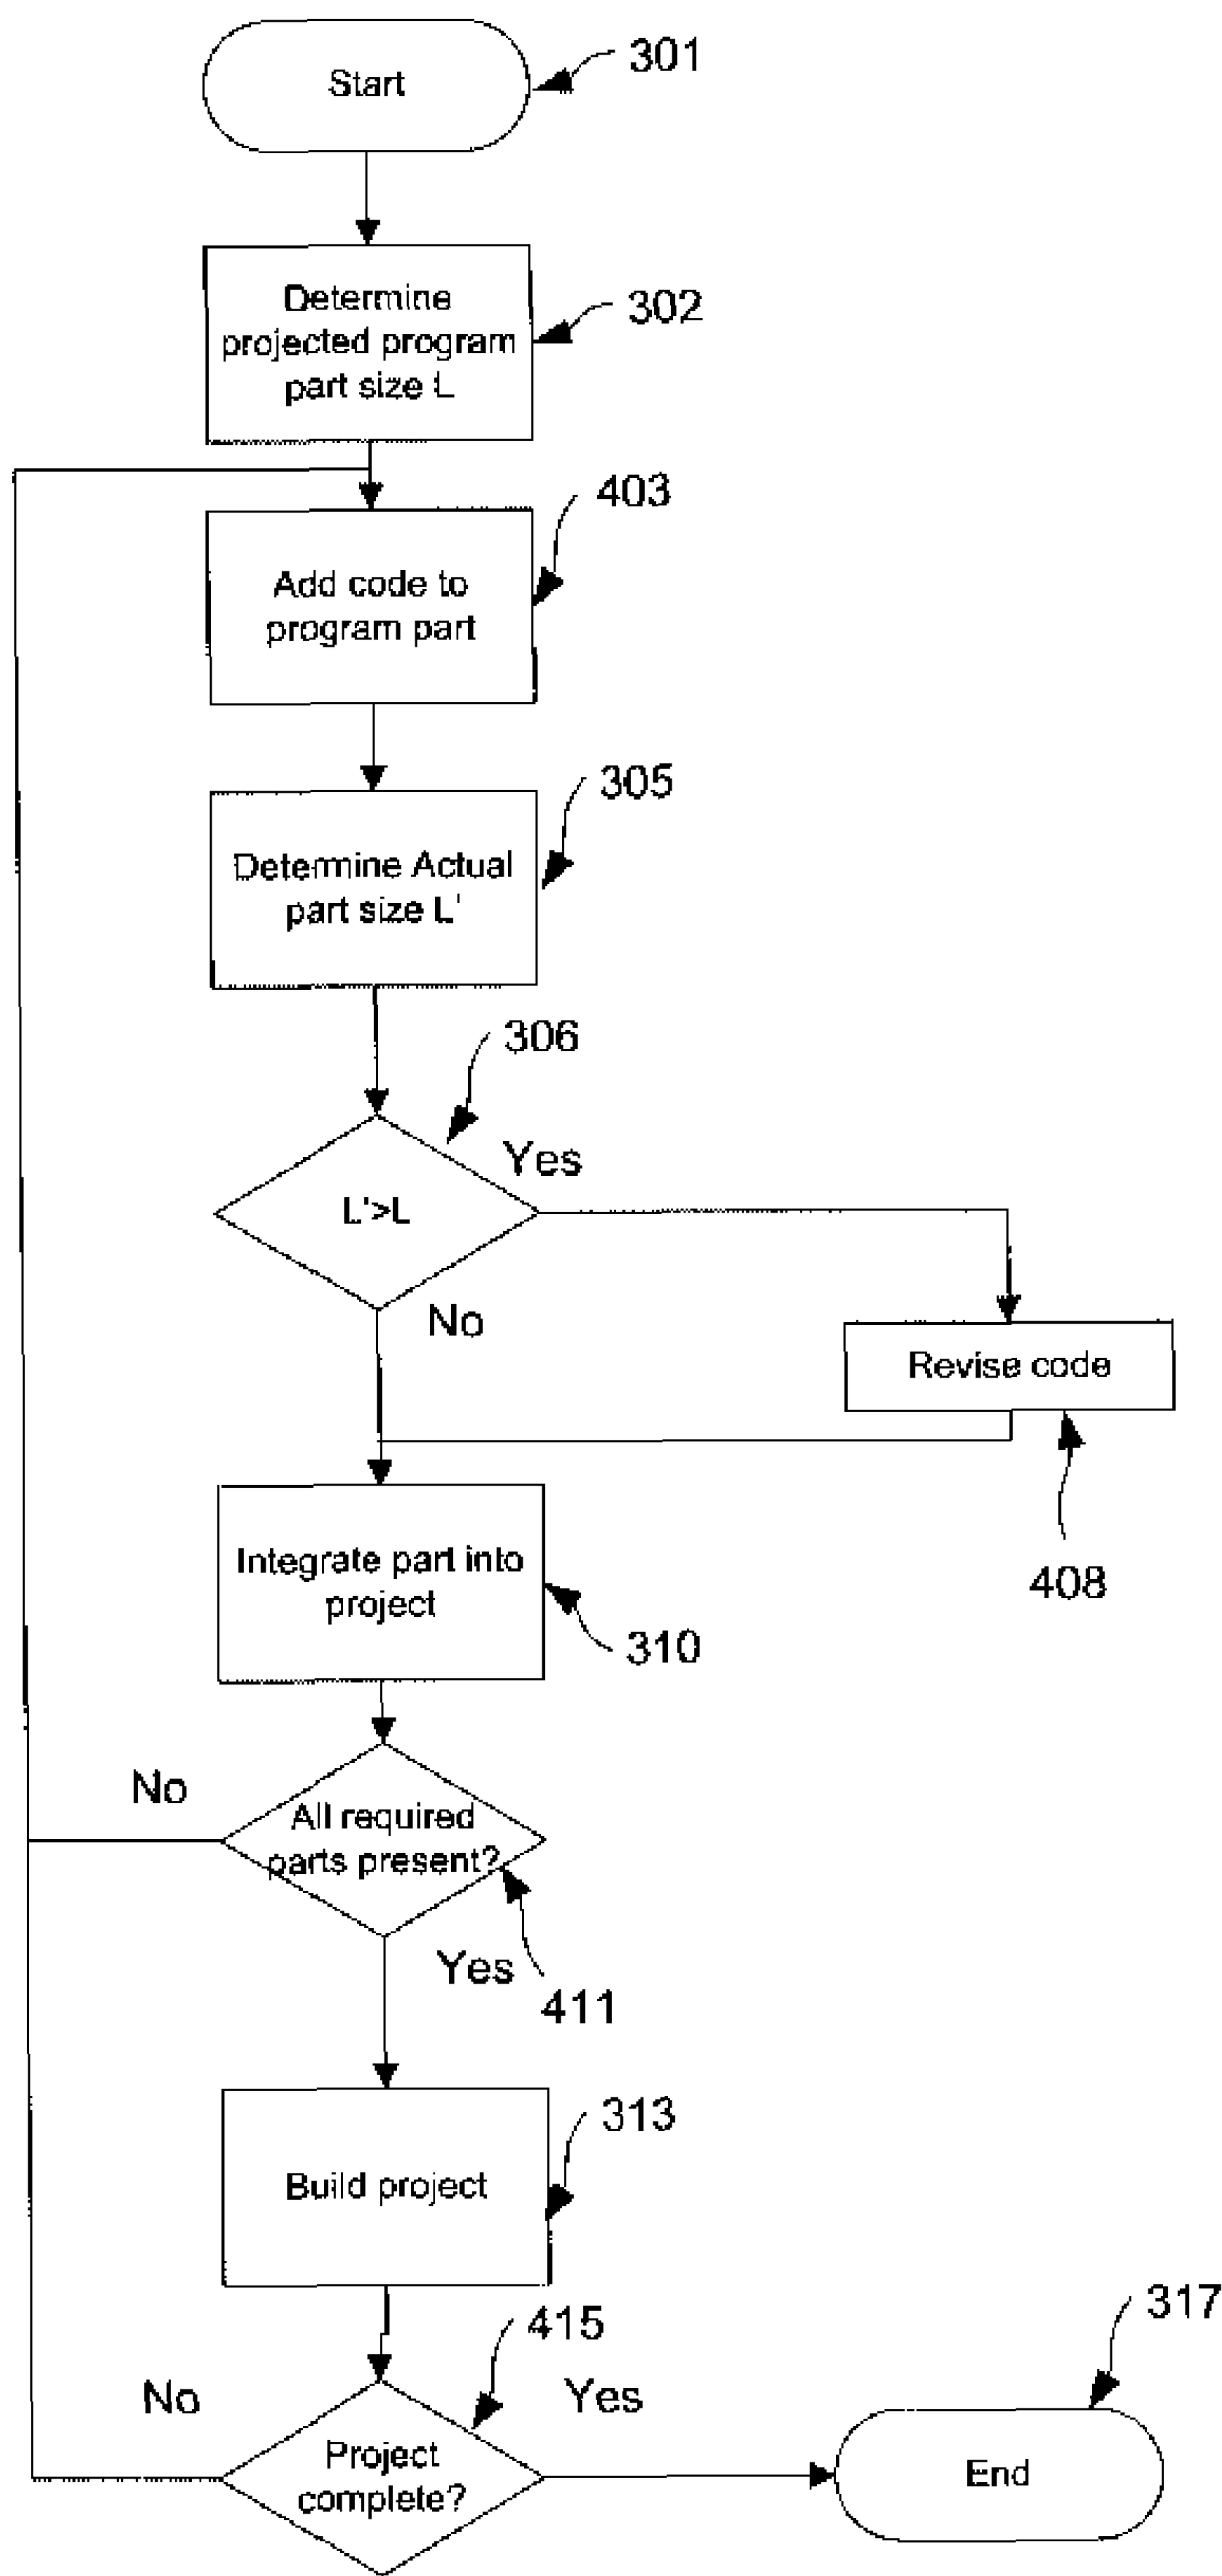 Start
301
Determine
projected program
part size L
302
403
Add code to
program part
305
Determine Actual
part size L'
306
Yes
L'>L
No
Revise code
408
Integrate part into
project
310
No
All required
parts present?
Yes
411
313
Build project
415
317
No
Yes
Project
complete?
End